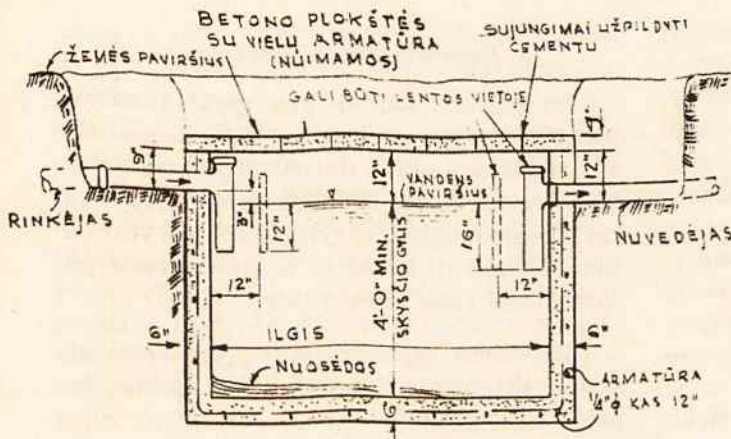 BETONO PLOKŠTĖS
SU VIELŲ ARMATŪRA
(NUIMAMOS)
SUJUNGIMAI UŽPILDYTI
CEMENTU
ŽEMĖS PAVIRŠIUS
GALI BŪTI LENTOS VIETOJE
9"
12"
12"
VANDENS
PAVIRŠIUS
RINKĖJAS
3"
12"
16"
NUVEDĖJAS
4'-0" MIN.
SKYSČIO GYLIS
12"
12"
6"
ILGIS
6"
NUOSĖDOS
6"
ARMATŪRA
¼"φ KAS 12"